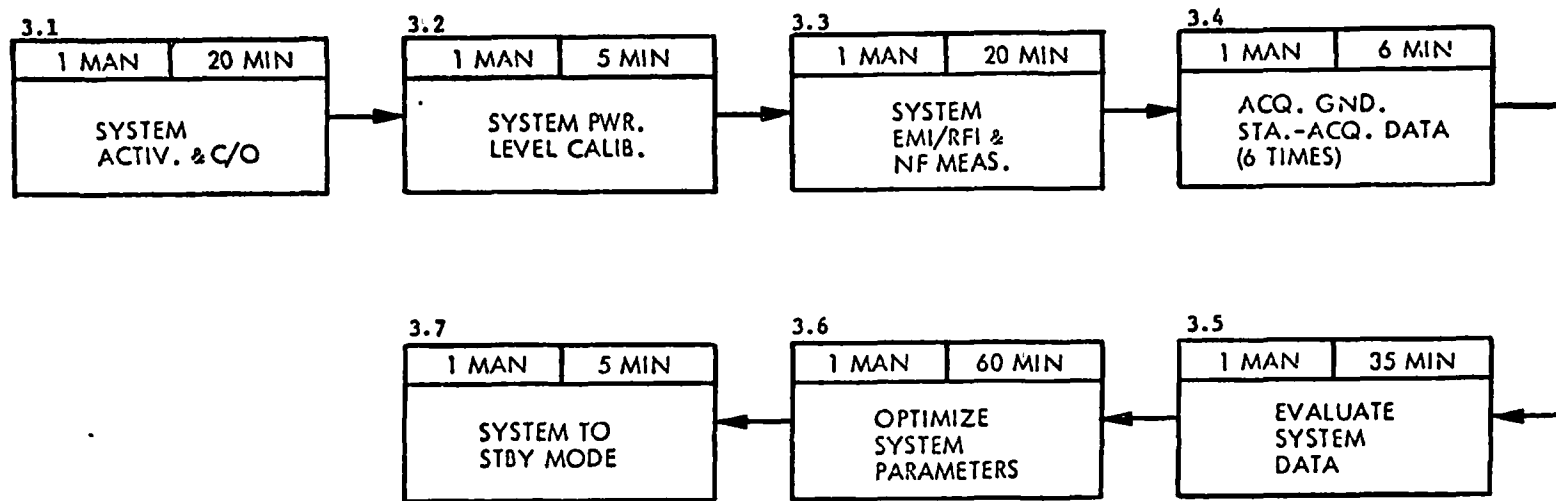 3.1
1 MAN 20 MIN
SYSTEM
ACTIV. & C/O
3.2
1 MAN 5 MIN
SYSTEM PWR.
LEVEL CALIB.
3.3
1 MAN 20 MIN
SYSTEM
EMI/RFI &
NF MEAS.
3.4
1 MAN 6 MIN
ACQ. GND.
STA.-ACQ. DATA
(6 TIMES)
3.5
1 MAN 35 MIN
EVALUATE
SYSTEM
DATA
3.6
1 MAN 60 MIN
OPTIMIZE
SYSTEM
PARAMETERS
3.7
1 MAN 5 MIN
SYSTEM TO
STBY MODE